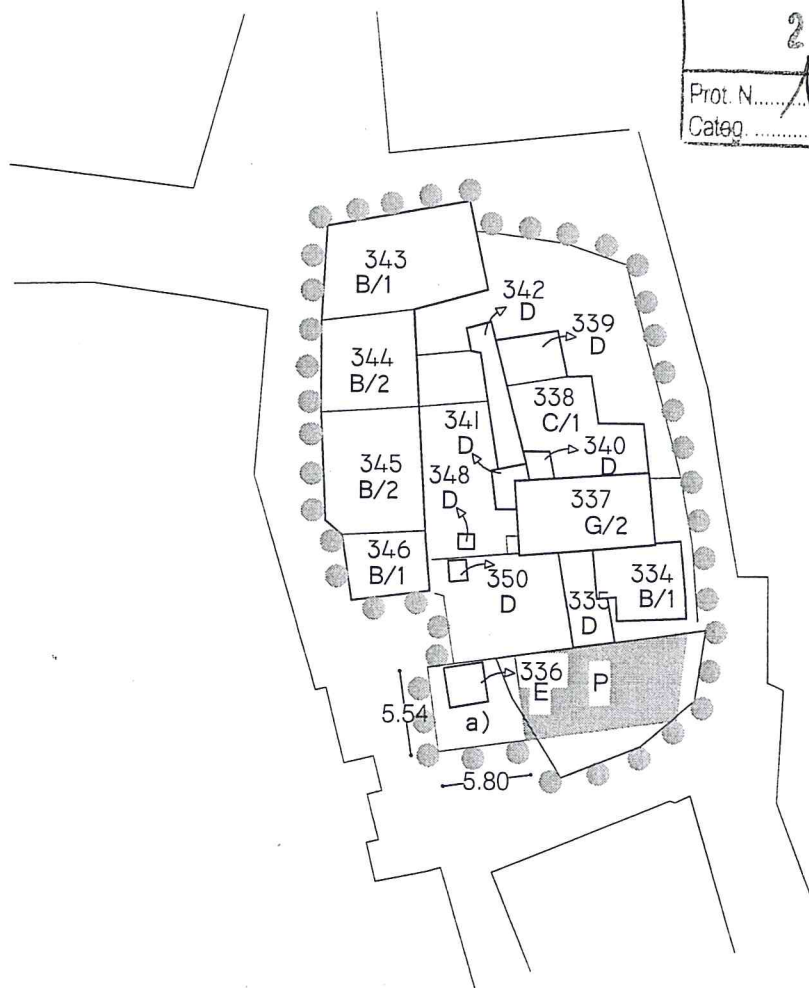 2
Prot. N.
Categ.
343
B/1
342
D
339
D
344
B/2
338
C/1
341
D
340
D
345
B/2
348
D
337
G/2
346
B/1
350
D
335
D
334
B/1
336
E
P
5.54
a)
5.80